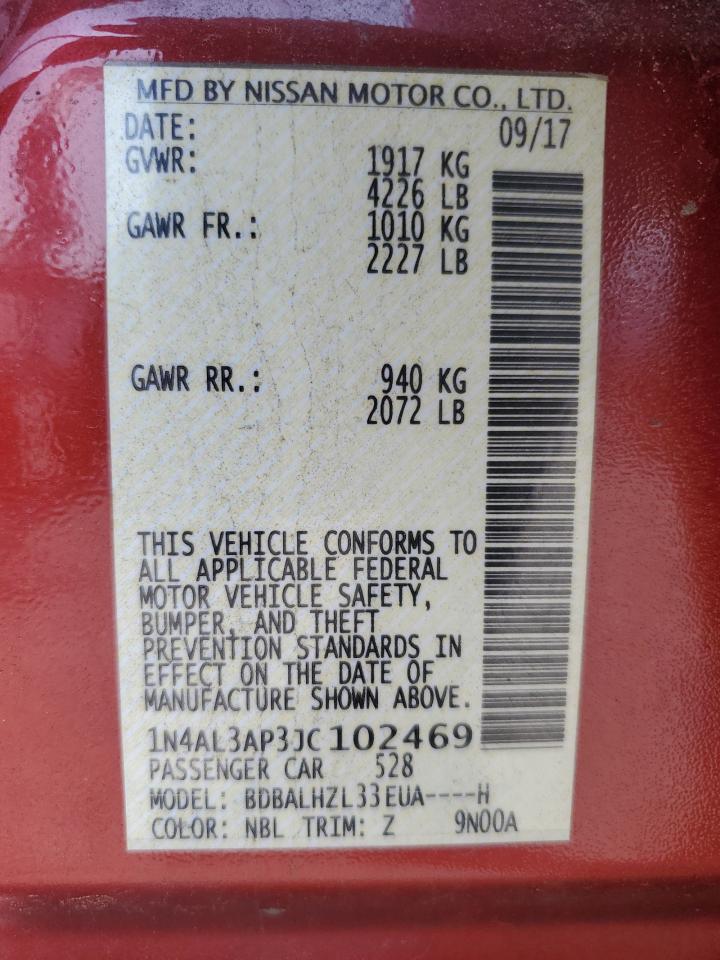 MFD BY NISSAN MOTOR CO., LTD.
DATE: 09/17
GVWR: 1917 KG
4226 LB
GAWR FR.: 1010 KG
2227 LB
GAWR RR.: 940 KG
2072 LB
THIS VEHICLE CONFORMS TO
ALL APPLICABLE FEDERAL
MOTOR VEHICLE SAFETY,
BUMPER, AND THEFT
PREVENTION STANDARDS IN
EFFECT ON THE DATE OF
MANUFACTURE SHOWN ABOVE.
1N4AL3AP3JC102469
PASSENGER CAR 528
MODEL: BDBALHZL33EUA----H
COLOR: NBL TRIM: Z 9N00A